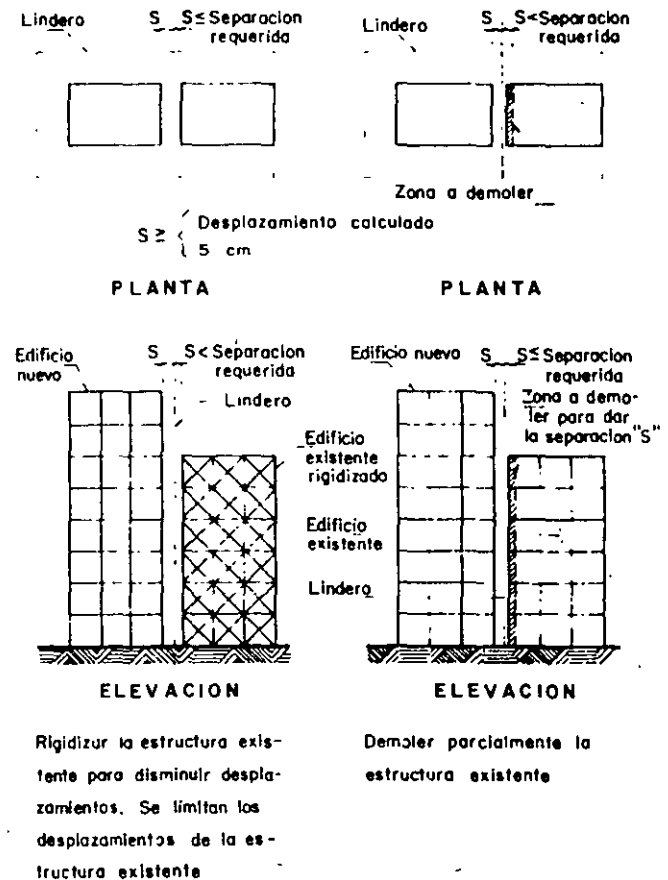 Lindero
S S≤Separacion
requerida
Lindero
S S<Separacion
requerida
Zona a demoler
S ≥ { Desplazamiento calculado
5 cm
PLANTA
PLANTA
Edificio
nuevo
S S<Separacion
requerida
Lindero
Edificio
existente
rigidizado
Edificio
existente
Lindero
Edificio nuevo
S S≤Separacion
requerida
Zona a demo-
ler para dar
la separacion "S"
ELEVACION
ELEVACION
Rigidizar la estructura exis-
tente para disminuir despla-
zamientos. Se limitan los
desplazamientos de la es-
tructura existente
Demoler parcialmente la
estructura existente